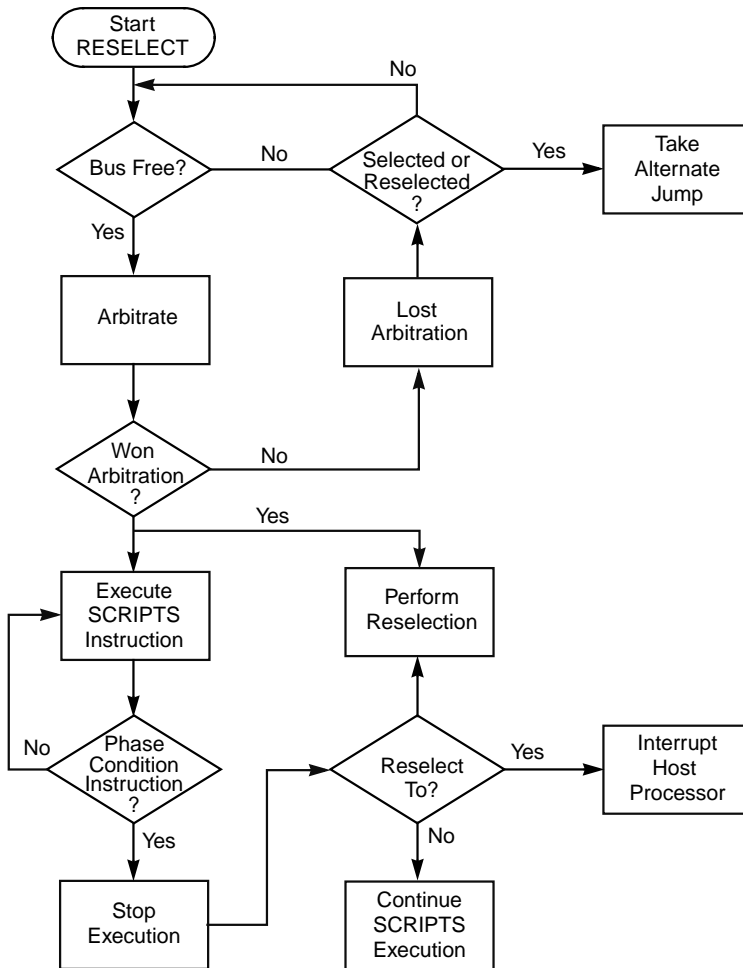 Start
RESELECT
No
Bus Free?
No
Selected or
Reselected
?
Yes
Take
Alternate
Jump
Yes
Arbitrate
Lost
Arbitration
Won
Arbitration
?
No
Yes
Execute
SCRIPTS
Instruction
Perform
Reselection
No
Phase
Condition
Instruction
?
Reselect
To?
Yes
Interrupt
Host
Processor
Yes
No
Stop
Execution
Continue
SCRIPTS
Execution